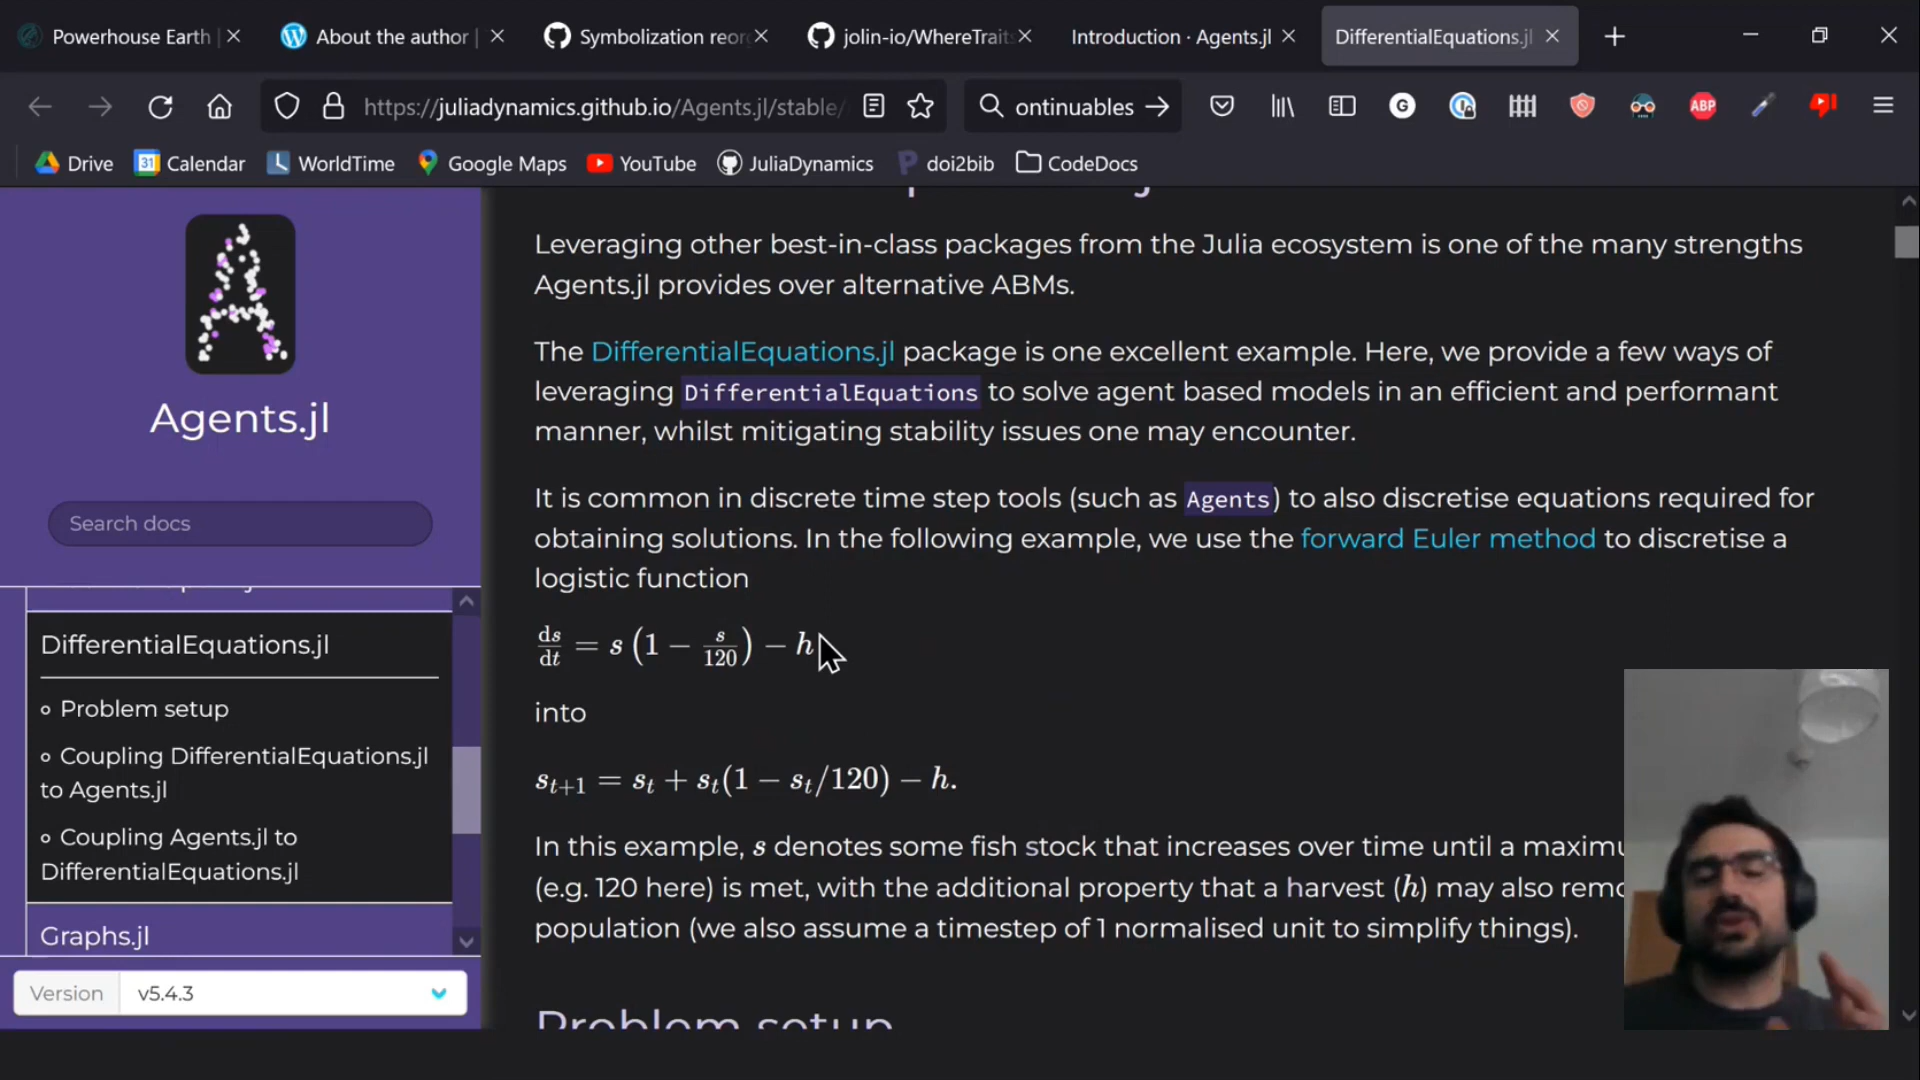 Powerhouse Earth |
About the author |
Symbolization reor
jolin-io/WhereTraits
Introduction · Agents.jl
DifferentialEquations.jl
https://juliadynamics.github.io/Agents.jl/stable/
ontinuables
G
ABP
Drive
31
Calendar
WorldTime
Google Maps
YouTube
JuliaDynamics
doi2bib
CodeDocs
Agents.jl
Search docs
DifferentialEquations.jl
Problem setup
Coupling DifferentialEquations.jl
to Agents.jl
Coupling Agents.jl to
DifferentialEquations.jl
Graphs.jl
Version
v5.4.3
Leveraging other best-in-class packages from the Julia ecosystem is one of the many strengths
Agents.jl provides over alternative ABMs.
The DifferentialEquations.jl package is one excellent example. Here, we provide a few ways of
leveraging DifferentialEquations to solve agent based models in an efficient and performant
manner, whilst mitigating stability issues one may encounter.
It is common in discrete time step tools (such as Agents) to also discretise equations required for
obtaining solutions. In the following example, we use the forward Euler method to discretise a
logistic function
ds/dt = s (1 − s/120) − h
into
s_{t+1} = s_t + s_t(1 − s_t/120) − h.
In this example, s denotes some fish stock that increases over time until a maximu
(e.g. 120 here) is met, with the additional property that a harvest (h) may also remo
population (we also assume a timestep of 1 normalised unit to simplify things).
Problem setup